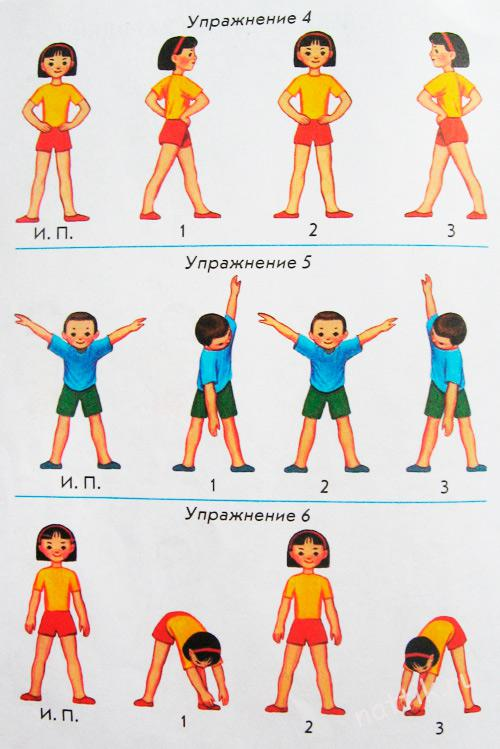 Упражнение 4
И. П. 1 2 3
Упражнение 5
И. П. 1 2 3
Упражнение 6
И. П. 1 2 3